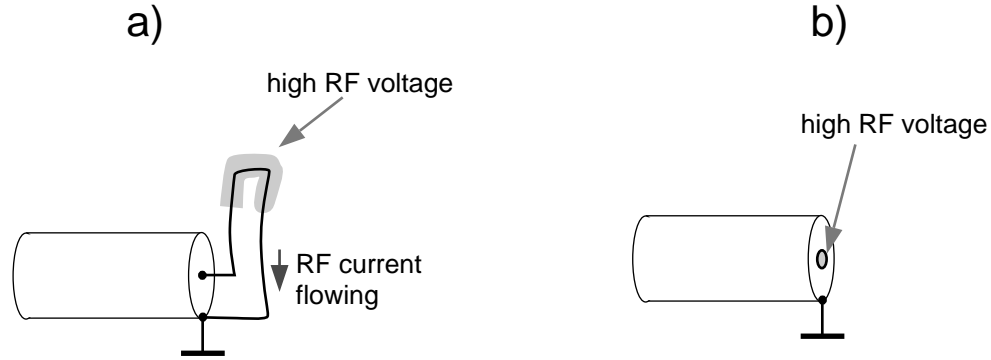 a)
high RF voltage
RF current
flowing
b)
high RF voltage